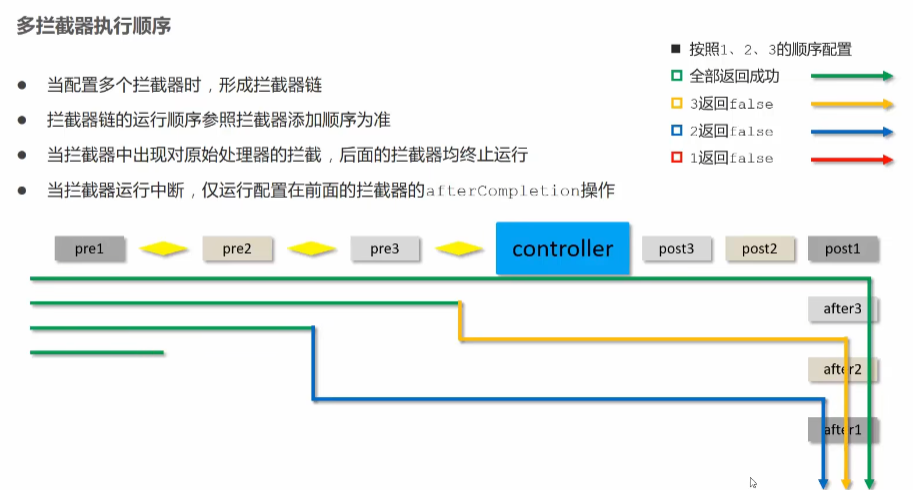 多拦截器执行顺序
当配置多个拦截器时，形成拦截器链
拦截器链的运行顺序参照拦截器添加顺序为准
当拦截器中出现对原始处理器的拦截，后面的拦截器均终止运行
当拦截器运行中断，仅运行配置在前面的拦截器的afterCompletion操作
按照1、2、3的顺序配置
全部返回成功
3返回false
2返回false
1返回false
pre1 pre2 pre3 controller post3 post2 post1
after3
after2
after1